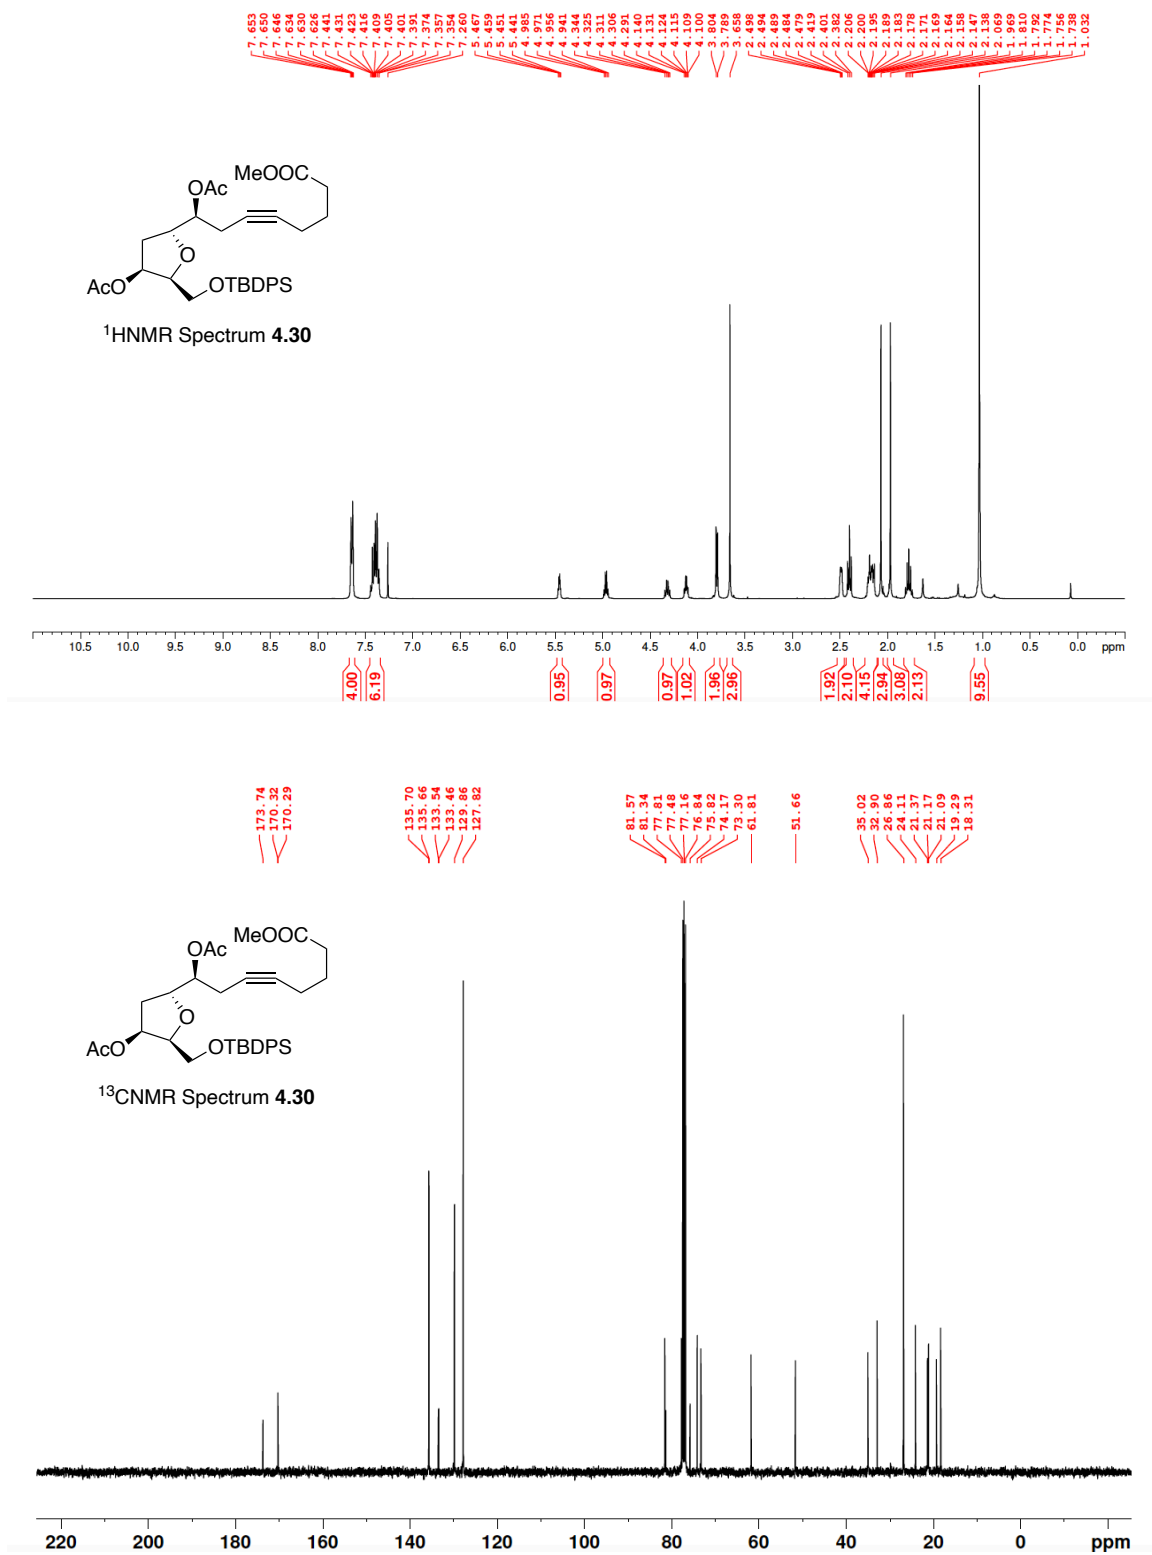 7.653 7.650 7.646 7.634 7.630 7.626 7.441 7.431 7.423 7.416 7.409 7.405 7.401 7.391 7.374 7.357 7.354 7.260 5.467 5.459 5.451 5.441 4.985 4.971 4.956 4.941 4.344 4.325 4.311 4.306 4.291 4.140 4.131 4.124 4.115 4.109 4.100 3.804 3.789 3.658 2.498 2.494 2.489 2.484 2.479 2.419 2.401 2.382 2.206 2.200 2.195 2.189 2.183 2.178 2.171 2.169 2.164 2.158 2.147 2.138 2.069 1.969 1.810 1.792 1.774 1.756 1.738 1.032
MeOOC
OAc
O
AcO
OTBDPS
1HNMR Spectrum 4.30
10.5 10.0 9.5 9.0 8.5 8.0 7.5 7.0 6.5 6.0 5.5 5.0 4.5 4.0 3.5 3.0 2.5 2.0 1.5 1.0 0.5 0.0 ppm
4.00 6.19 0.95 0.97 0.97 1.02 1.96 2.96 1.92 2.10 4.15 2.94 3.08 2.13 9.55
173.74 170.32 170.29 135.70 135.66 133.54 133.46 129.86 127.82 81.57 81.34 77.81 77.48 77.16 76.84 75.82 74.17 73.30 61.81 51.66 35.02 32.90 26.86 24.11 21.37 21.17 21.09 19.29 18.31
MeOOC
OAc
O
AcO
OTBDPS
13CNMR Spectrum 4.30
220 200 180 160 140 120 100 80 60 40 20 0 ppm